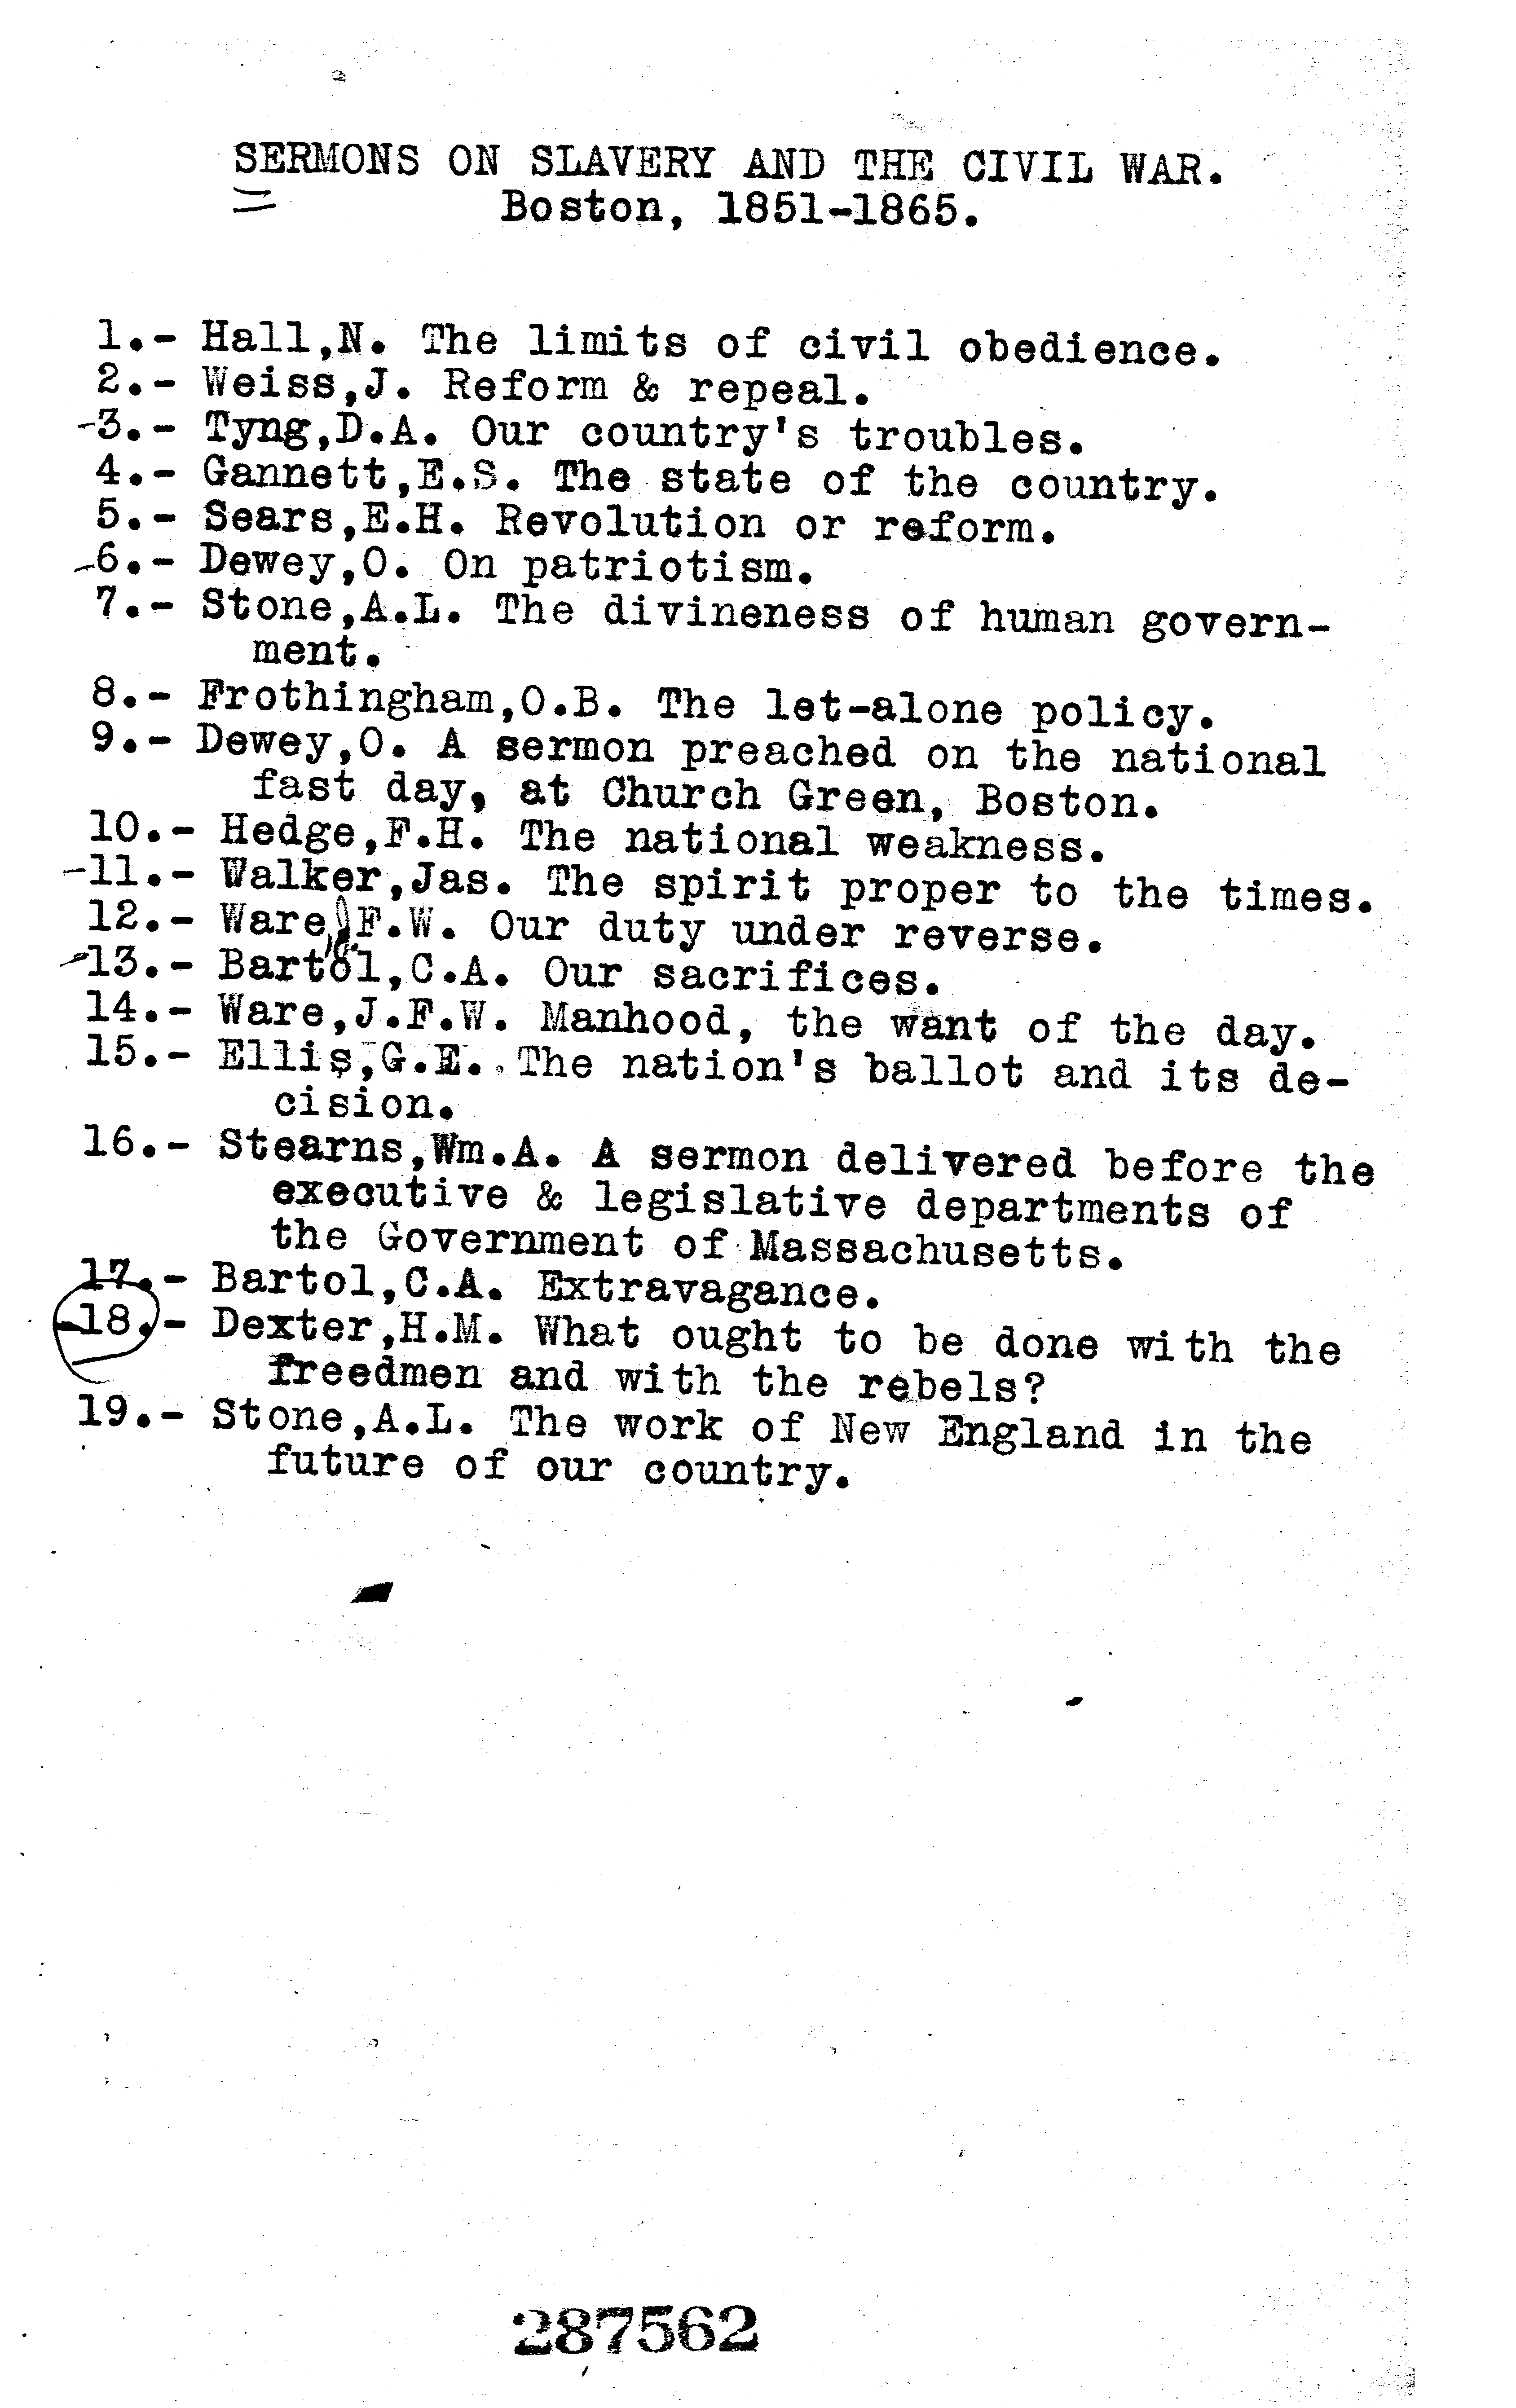 SERMONS ON SLAVERY AND THE CIVIL WAR.
Boston, 1851-1865.
1.- Hall,N. The limits of civil obedience.
2.- Weiss,J. Reform & repeal.
-3.- Tyng,D.A. Our country's troubles.
4.- Gannett,E.S. The state of the country.
5.- Sears,E.H. Revolution or reform.
-6.- Dewey,O. On patriotism.
7.- Stone,A.L. The divineness of human govern-
ment.
8.- Frothingham,O.B. The let-alone policy.
9.- Dewey,O. A sermon preached on the national
fast day, at Church Green, Boston.
10.- Hedge,F.H. The national weakness.
-11.- Walker,Jas. The spirit proper to the times.
12.- Ware,J.F.W. Our duty under reverse.
-13.- Bartol,C.A. Our sacrifices.
14.- Ware,J.F.W. Manhood, the want of the day.
15.- Ellis,G.E. The nation's ballot and its de-
cision.
16.- Stearns,Wm.A. A sermon delivered before the
executive & legislative departments of
the Government of Massachusetts.
17.- Bartol,C.A. Extravagance.
-18.- Dexter,H.M. What ought to be done with the
freedmen and with the rebels?
19.- Stone,A.L. The work of New England in the
future of our country.
287562